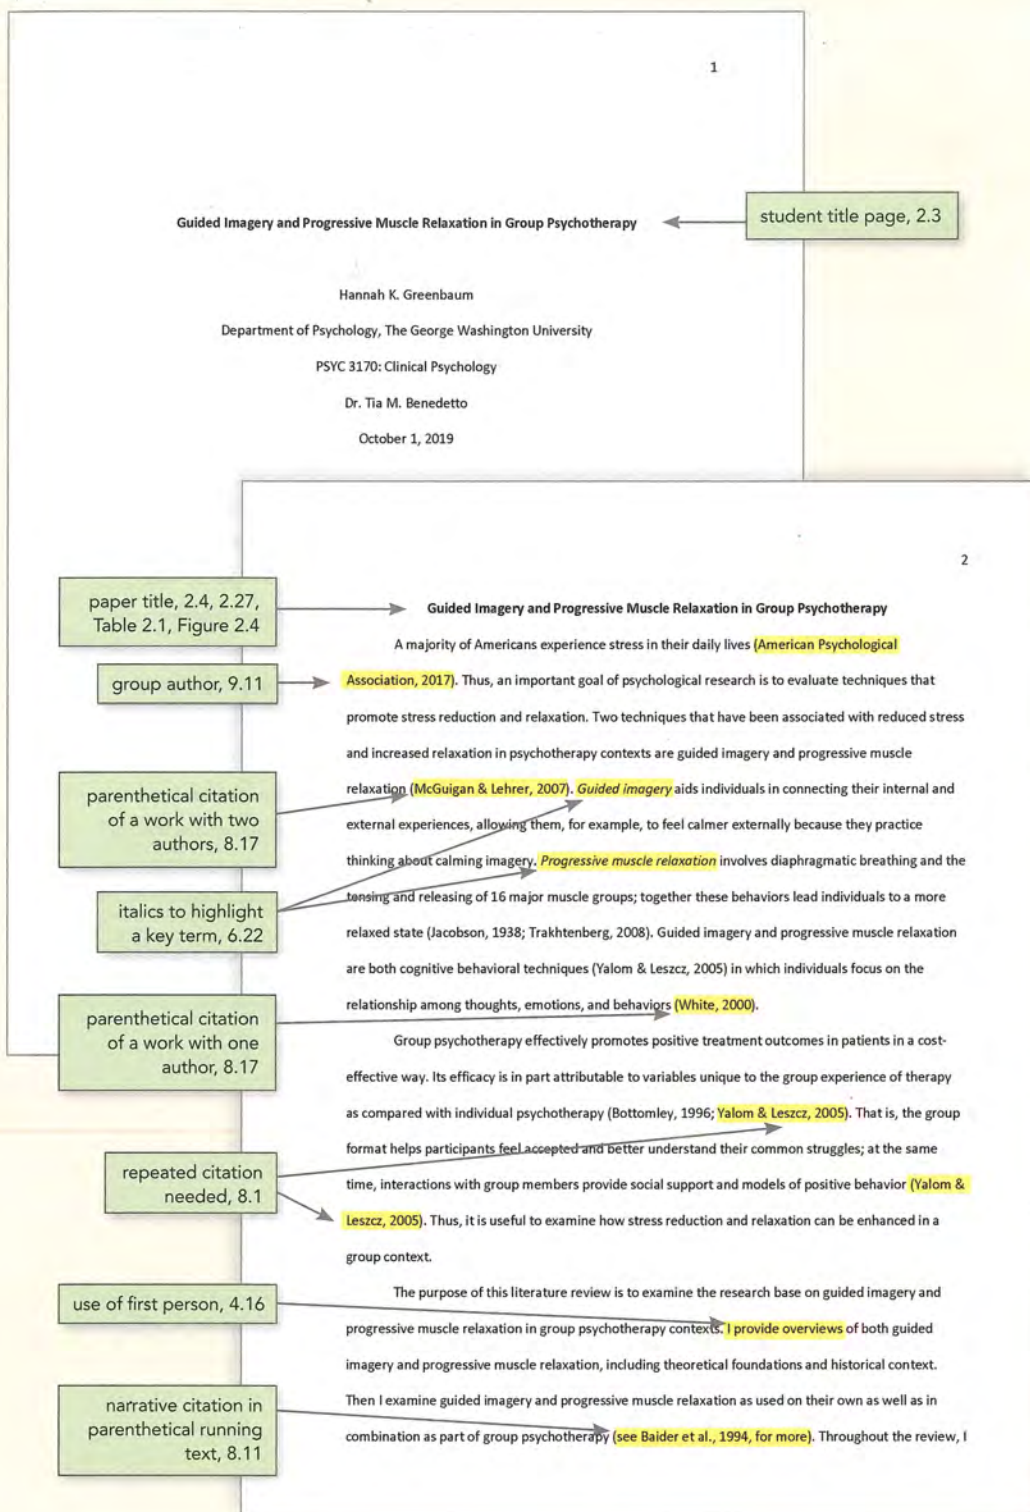 1
Guided Imagery and Progressive Muscle Relaxation in Group Psychotherapy
student title page, 2.3
Hannah K. Greenbaum
Department of Psychology, The George Washington University
PSYC 3170: Clinical Psychology
Dr. Tia M. Benedetto
October 1, 2019
2
paper title, 2.4, 2.27,
Table 2.1, Figure 2.4
Guided Imagery and Progressive Muscle Relaxation in Group Psychotherapy
A majority of Americans experience stress in their daily lives (American Psychological
group author, 9.11
Association, 2017). Thus, an important goal of psychological research is to evaluate techniques that
promote stress reduction and relaxation. Two techniques that have been associated with reduced stress
and increased relaxation in psychotherapy contexts are guided imagery and progressive muscle
parenthetical citation
of a work with two
authors, 8.17
relaxation (McGuigan & Lehrer, 2007). Guided imagery aids individuals in connecting their internal and
external experiences, allowing them, for example, to feel calmer externally because they practice
thinking about calming imagery. Progressive muscle relaxation involves diaphragmatic breathing and the
italics to highlight
a key term, 6.22
tensing and releasing of 16 major muscle groups; together these behaviors lead individuals to a more
relaxed state (Jacobson, 1938; Trakhtenberg, 2008). Guided imagery and progressive muscle relaxation
are both cognitive behavioral techniques (Yalom & Leszcz, 2005) in which individuals focus on the
parenthetical citation
of a work with one
author, 8.17
relationship among thoughts, emotions, and behaviors (White, 2000).
Group psychotherapy effectively promotes positive treatment outcomes in patients in a cost-
effective way. Its efficacy is in part attributable to variables unique to the group experience of therapy
as compared with individual psychotherapy (Bottomley, 1996; Yalom & Leszcz, 2005). That is, the group
format helps participants feel accepted and better understand their common struggles; at the same
repeated citation
needed, 8.1
time, interactions with group members provide social support and models of positive behavior (Yalom &
Leszcz, 2005). Thus, it is useful to examine how stress reduction and relaxation can be enhanced in a
group context.
The purpose of this literature review is to examine the research base on guided imagery and
use of first person, 4.16
progressive muscle relaxation in group psychotherapy contexts. I provide overviews of both guided
imagery and progressive muscle relaxation, including theoretical foundations and historical context.
narrative citation in
parenthetical running
text, 8.11
Then I examine guided imagery and progressive muscle relaxation as used on their own as well as in
combination as part of group psychotherapy (see Baider et al., 1994, for more). Throughout the review, I